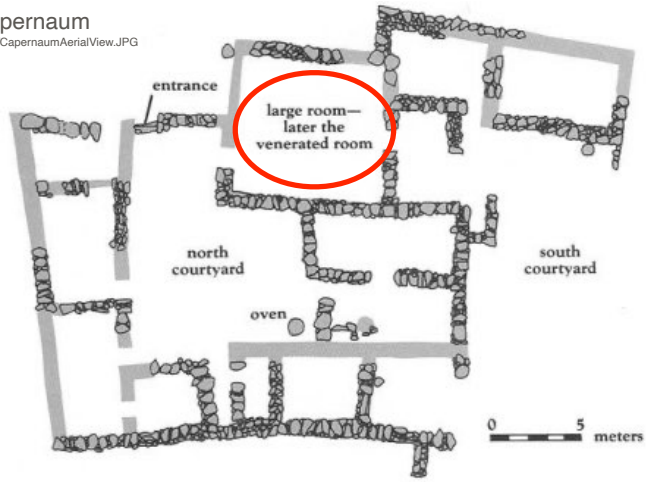 pernaum
CapernaumAerialView.JPG
entrance
large room—
later the
venerated room
north
courtyard
south
courtyard
oven
0 5 meters